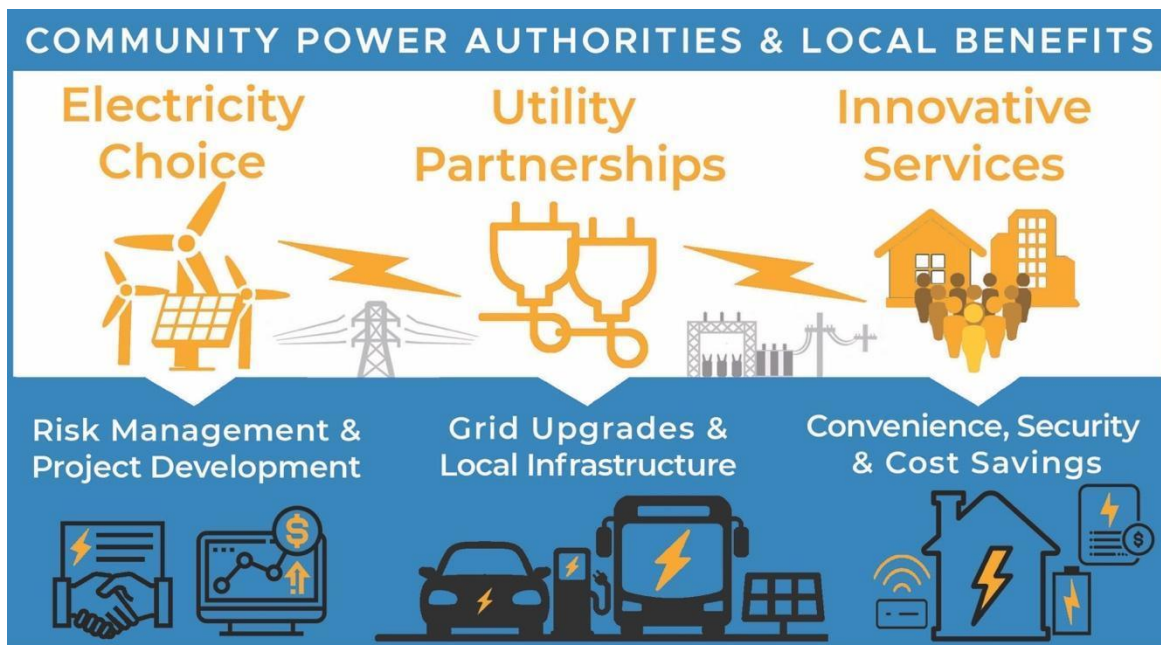 COMMUNITY POWER AUTHORITIES & LOCAL BENEFITS
Electricity
Choice
Utility
Partnerships
Innovative
Services
Risk Management &
Project Development
Grid Upgrades &
Local Infrastructure
Convenience, Security
& Cost Savings
$
$